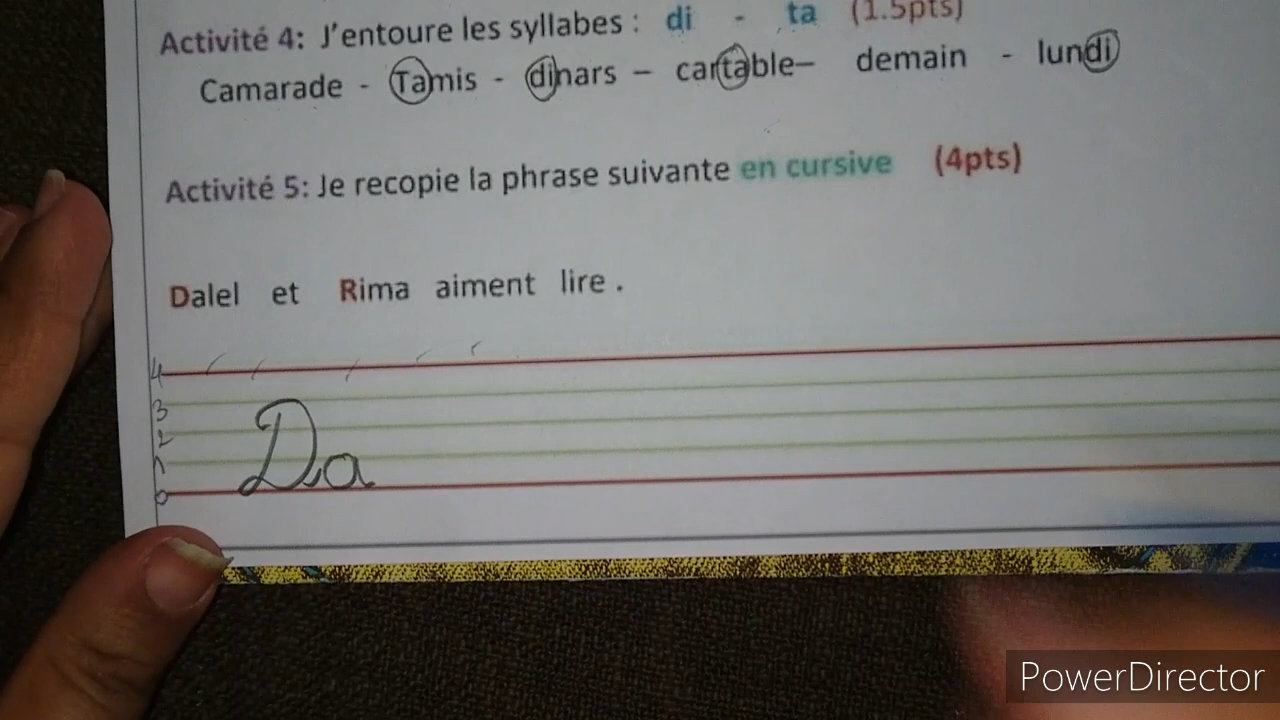 Activité 4: J'entoure les syllabes : di - ta (1.5pts)
Camarade - Tamis - dinars – cartable– demain - lundi
Activité 5: Je recopie la phrase suivante en cursive (4pts)
Dalel et Rima aiment lire .
4
3
2
1
0
Da
PowerDirector